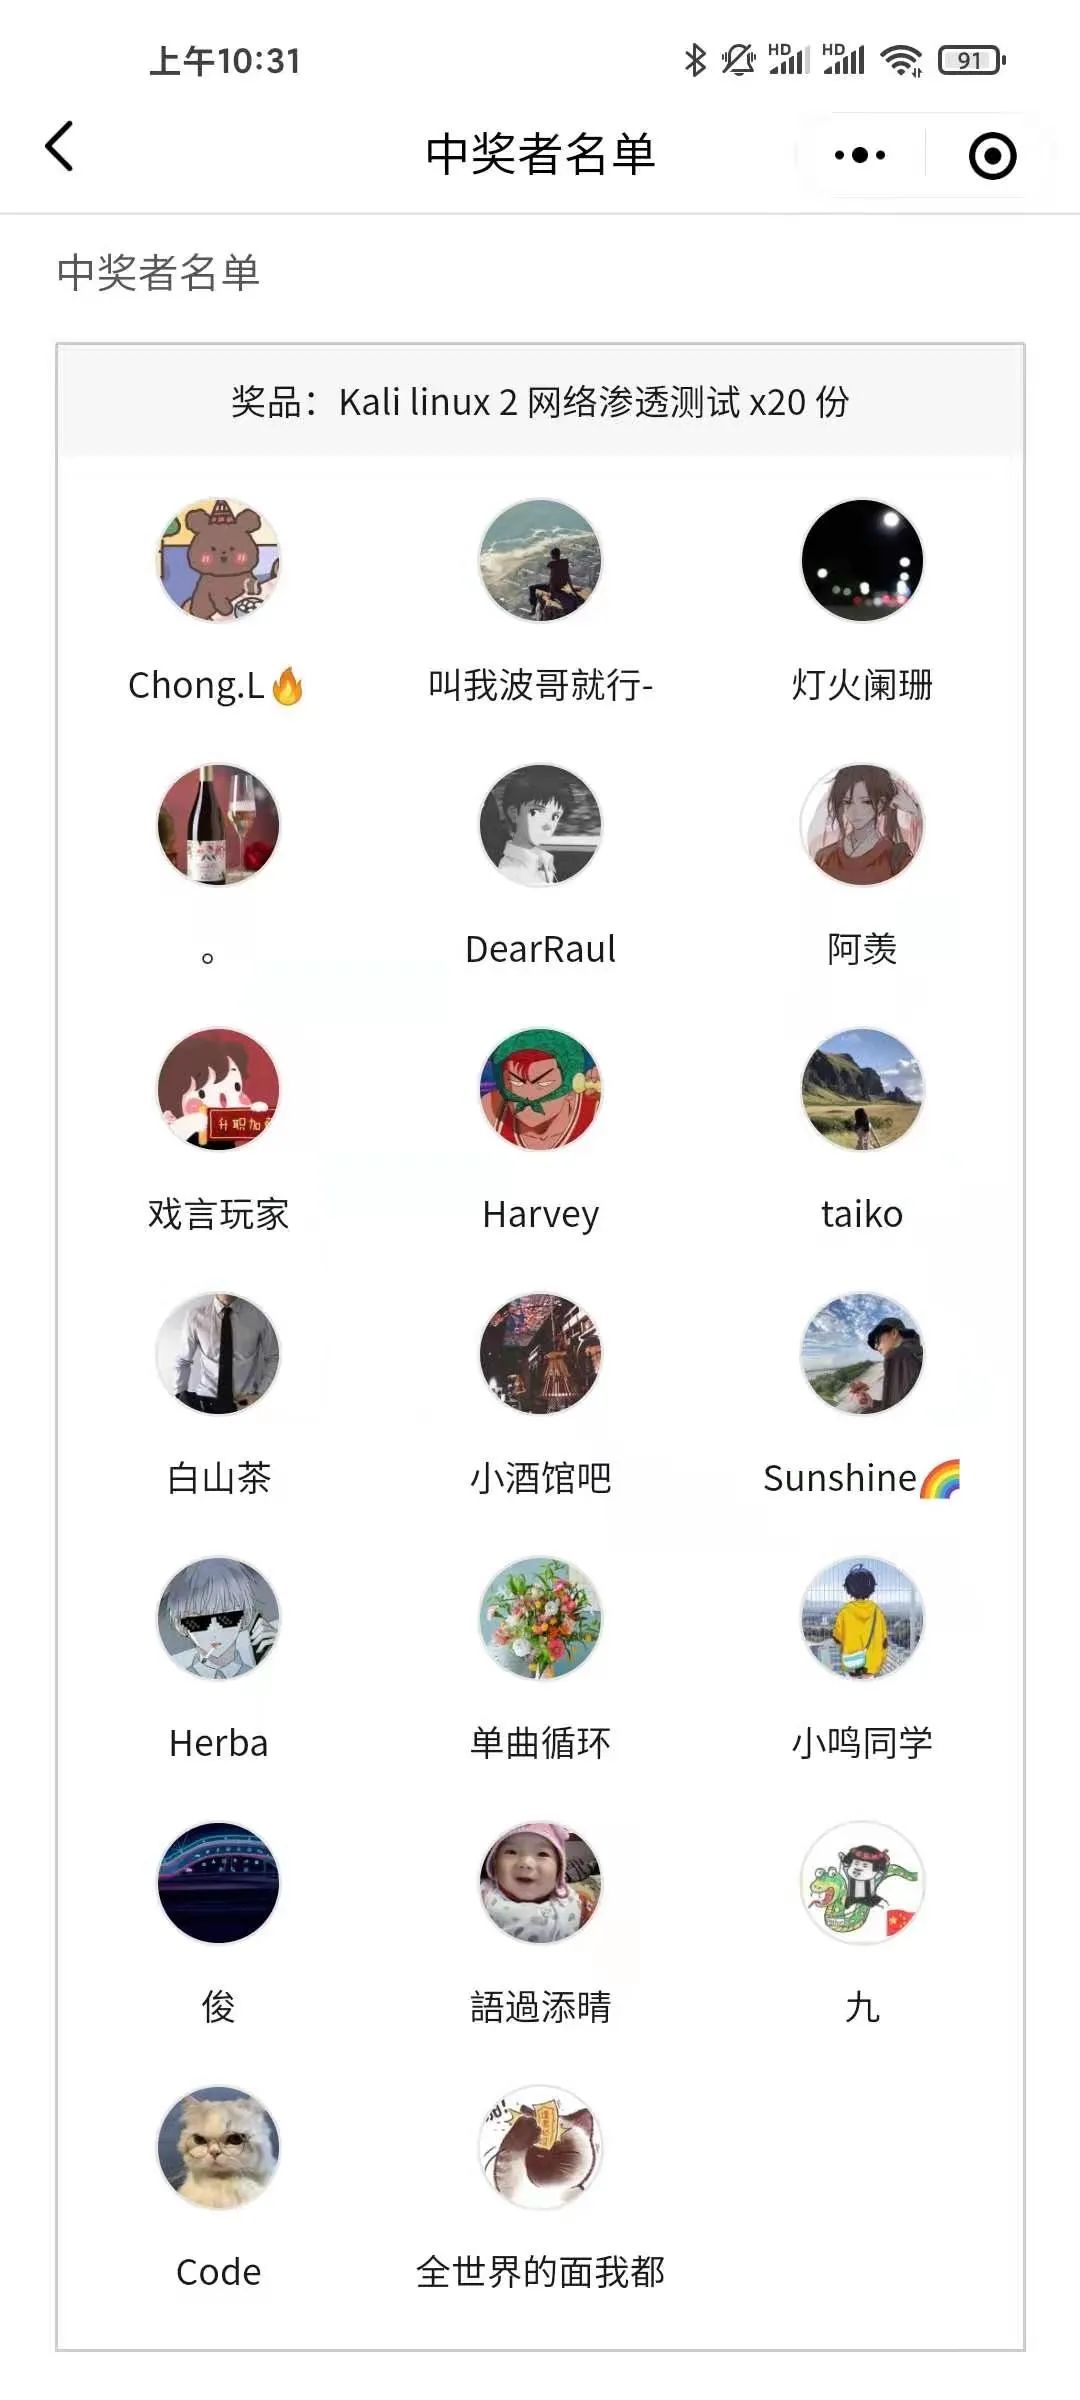 上午10:31
HD HD 91
中奖者名单
中奖者名单
奖品：Kali linux 2 网络渗透测试 x20 份
Chong.L🔥 叫我波哥就行- 灯火阑珊
。 DearRaul 阿羡
升职加
戏言玩家 Harvey taiko
白山茶 小酒馆吧 Sunshine🌈
Herba 单曲循环 小鸣同学
俊 語過添晴 九
Code 全世界的面我都